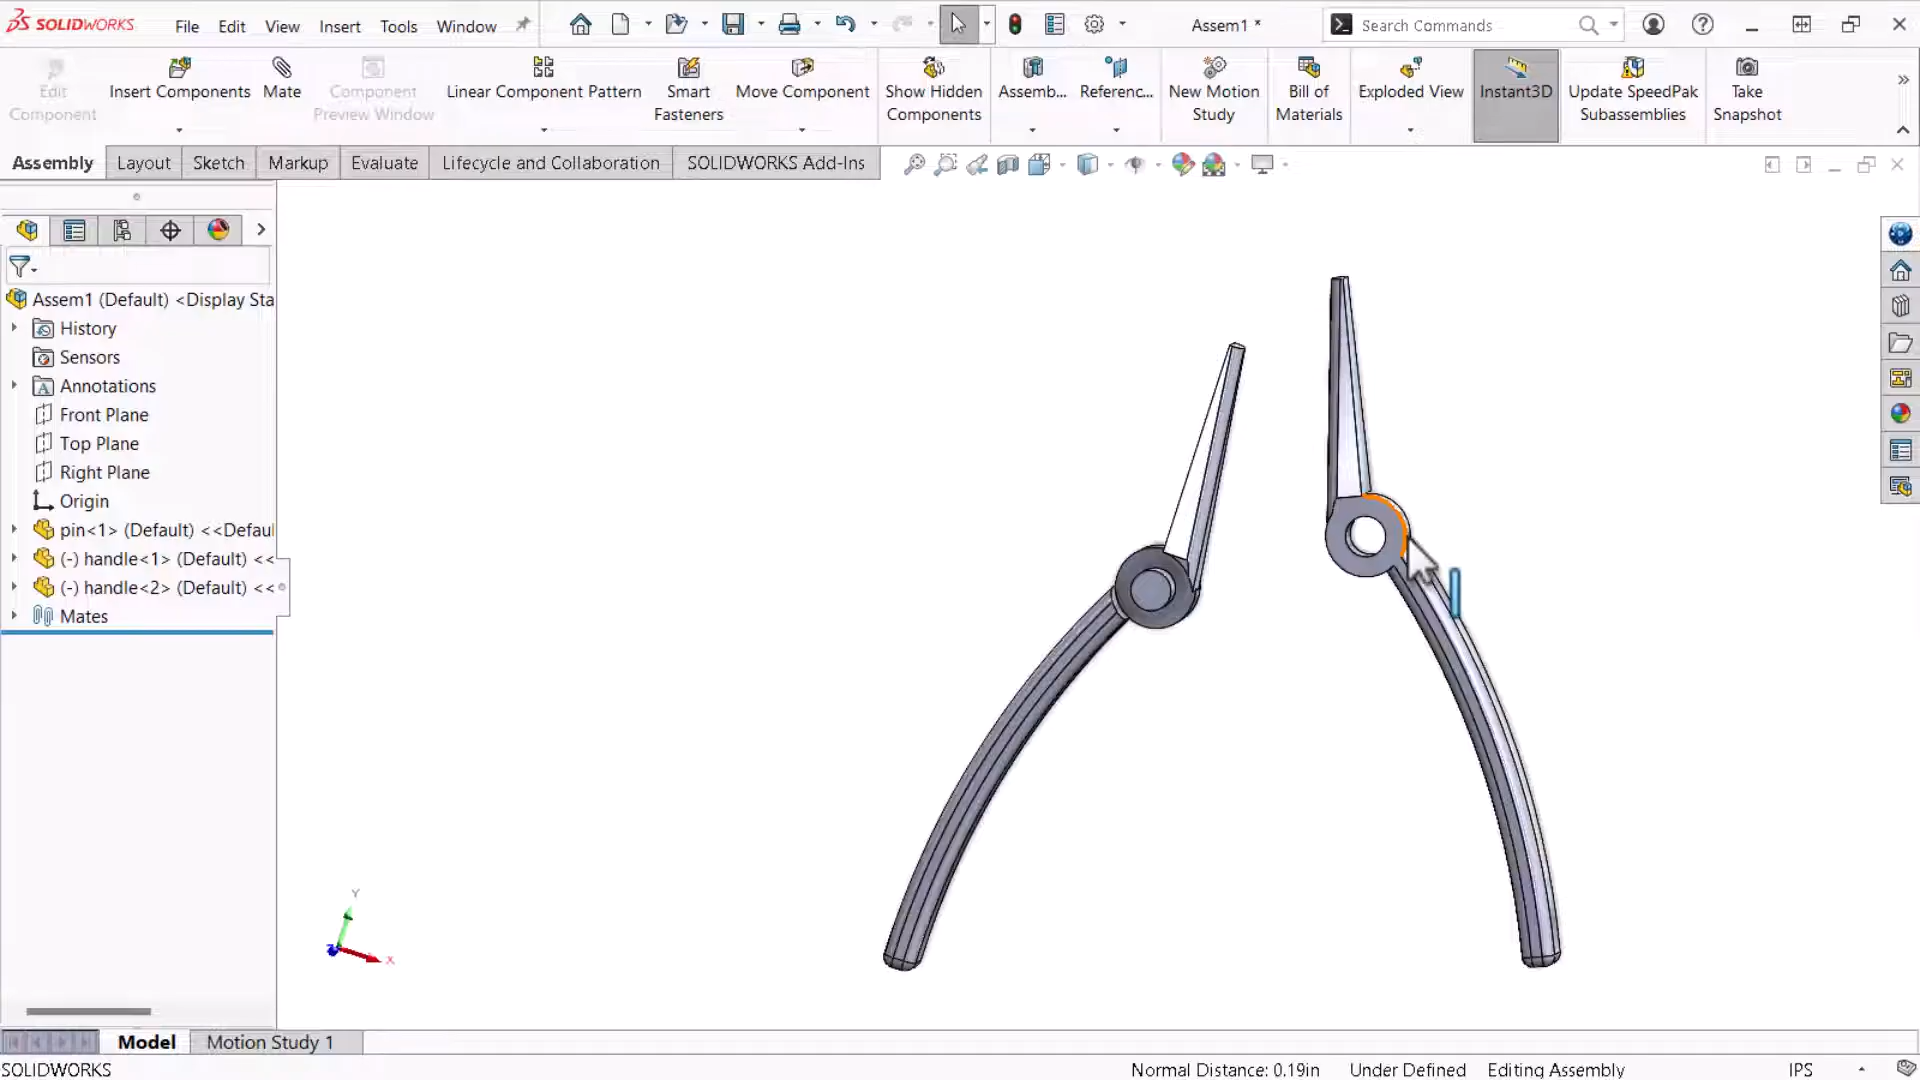 SOLIDWORKS File Edit View Insert Tools Window Assem1 * Search Commands
Edit Component Insert Components Mate Component Preview Window Linear Component Pattern Smart Fasteners Move Component Show Hidden Components Assemb... Referenc... New Motion Study Bill of Materials Exploded View Instant3D Update SpeedPak Subassemblies Take Snapshot
Assembly Layout Sketch Markup Evaluate Lifecycle and Collaboration SOLIDWORKS Add-Ins
Assem1 (Default) <Display Sta
History
Sensors
Annotations
Front Plane
Top Plane
Right Plane
Origin
pin<1> (Default) <<Defaul
(-) handle<1> (Default) <<
(-) handle<2> (Default) <<
Mates
Y
X
Model Motion Study 1
SOLIDWORKS Normal Distance: 0.19in Under Defined Editing Assembly IPS